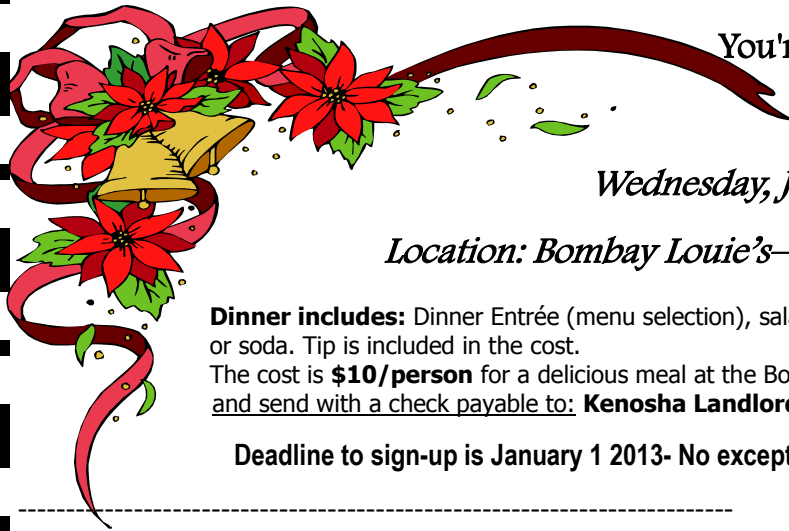 You'r
Wednesday, J
Location: Bombay Louie's—
Dinner includes: Dinner Entrée (menu selection), sala
or soda. Tip is included in the cost.
The cost is $10/person for a delicious meal at the Bo
and send with a check payable to: Kenosha Landlord
Deadline to sign-up is January 1 2013- No except
---------------------------------------------------------------------------